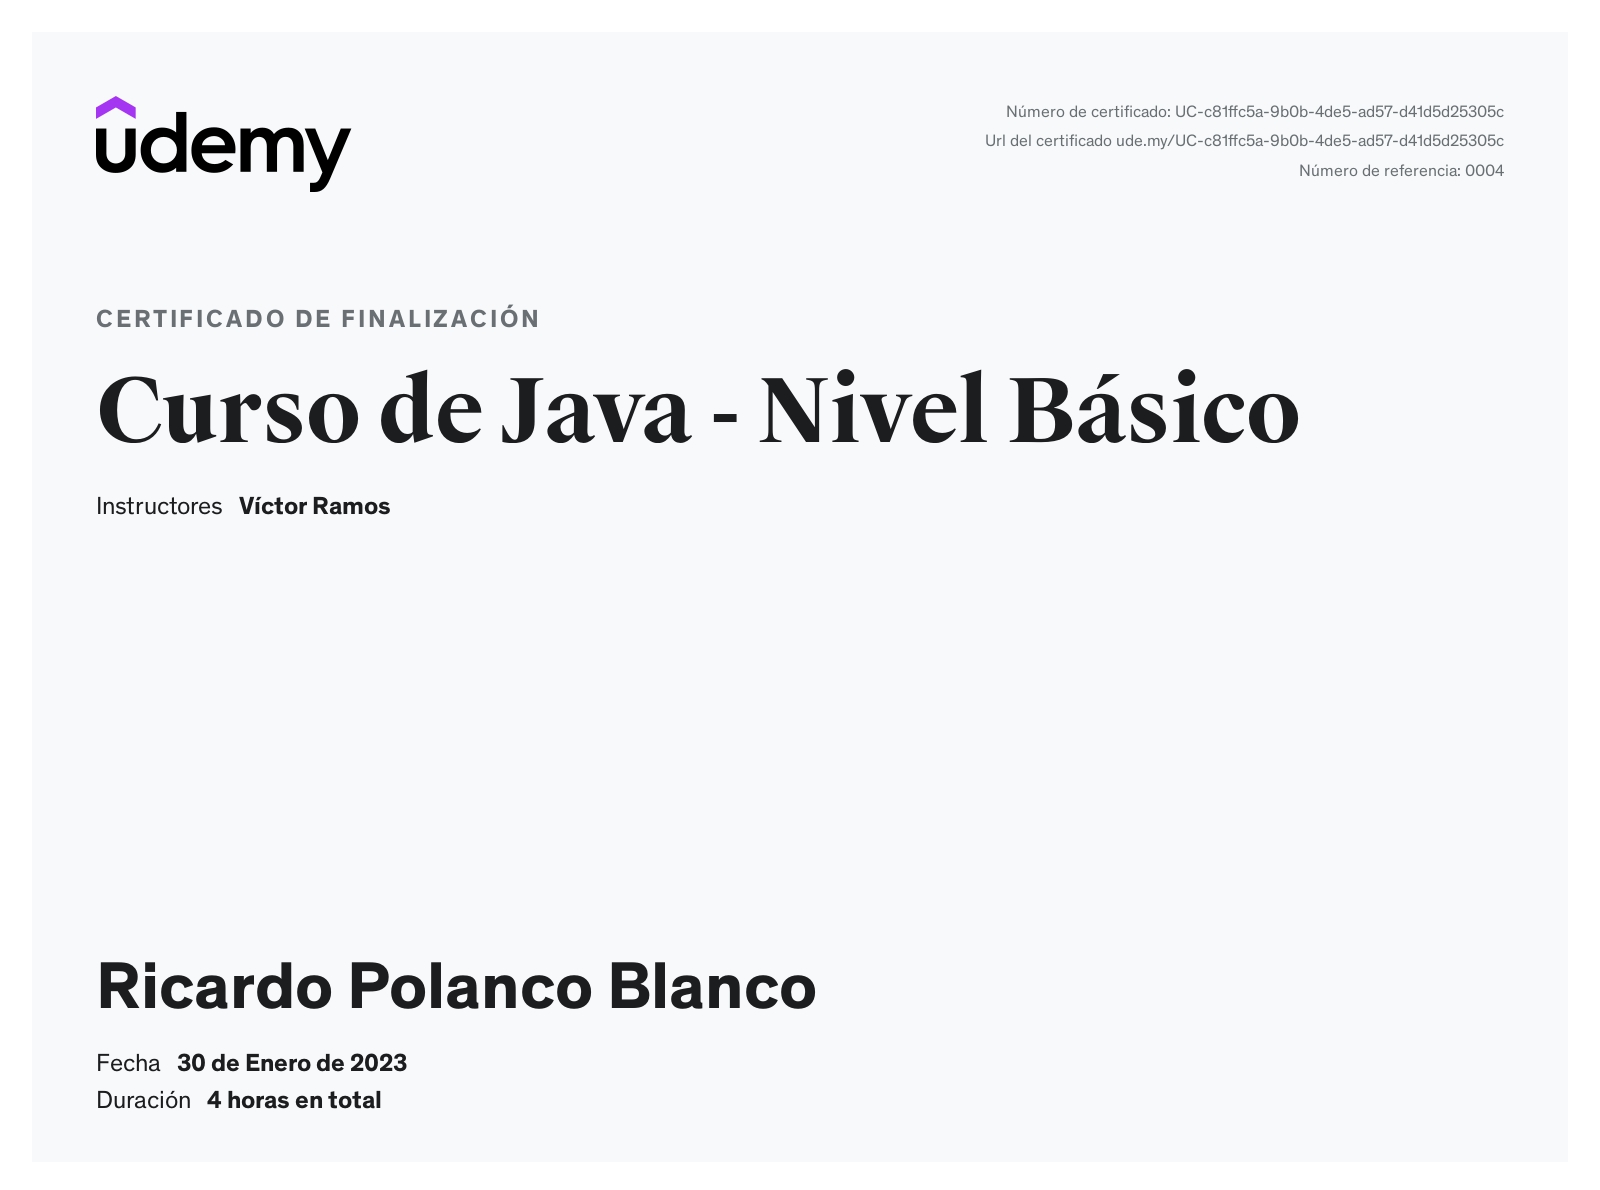 udemy
Número de certificado: UC-c81ffc5a-9b0b-4de5-ad57-d41d5d25305c
Url del certificado ude.my/UC-c81ffc5a-9b0b-4de5-ad57-d41d5d25305c
Número de referencia: 0004
CERTIFICADO DE FINALIZACIÓN
Curso de Java - Nivel Básico
Instructores Víctor Ramos
Ricardo Polanco Blanco
Fecha 30 de Enero de 2023
Duración 4 horas en total